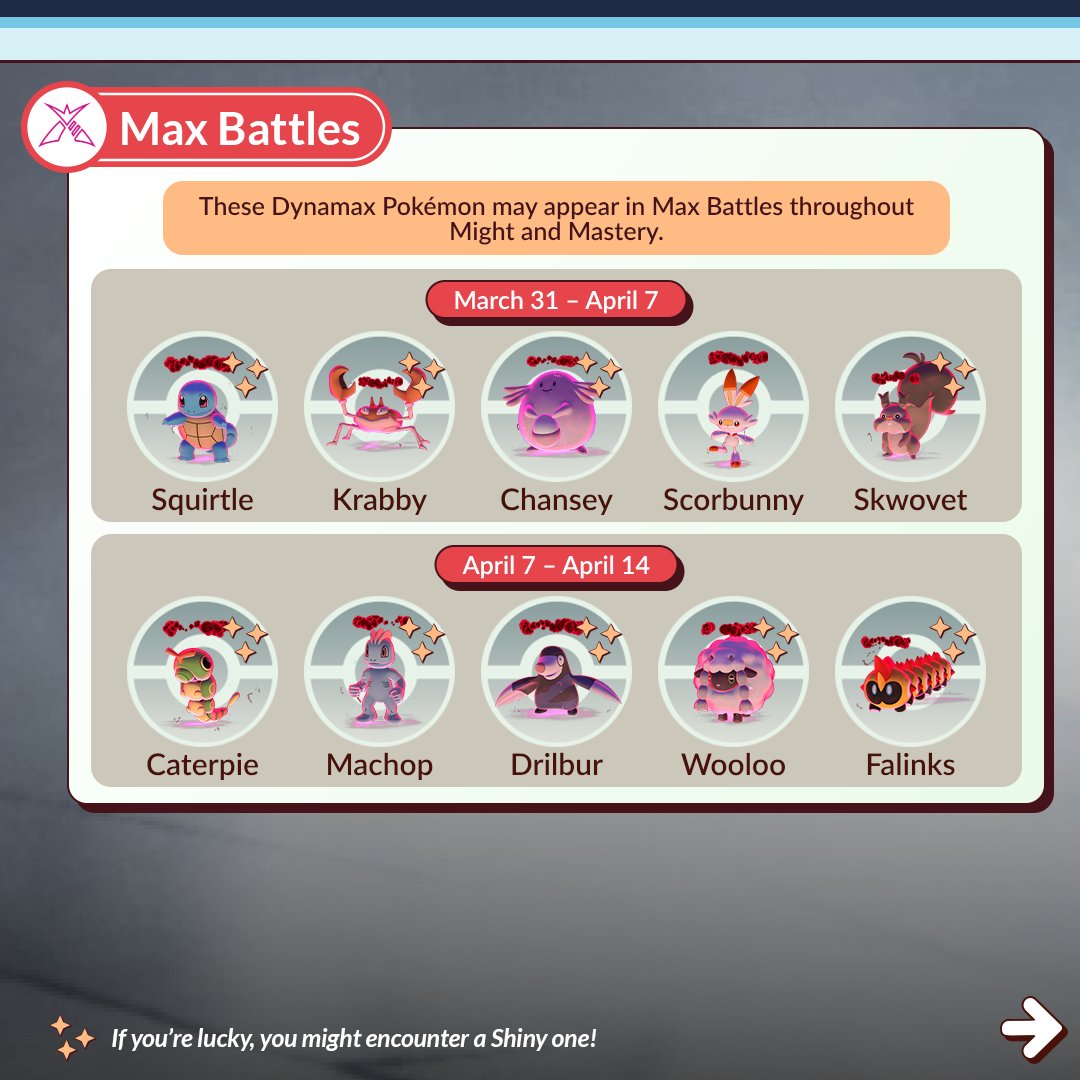 Max Battles
These Dynamax Pokémon may appear in Max Battles throughout
Might and Mastery.
March 31 – April 7
Squirtle
Krabby
Chansey
Scorbunny
Skwovet
April 7 – April 14
Caterpie
Machop
Drilbur
Wooloo
Falinks
If you’re lucky, you might encounter a Shiny one!